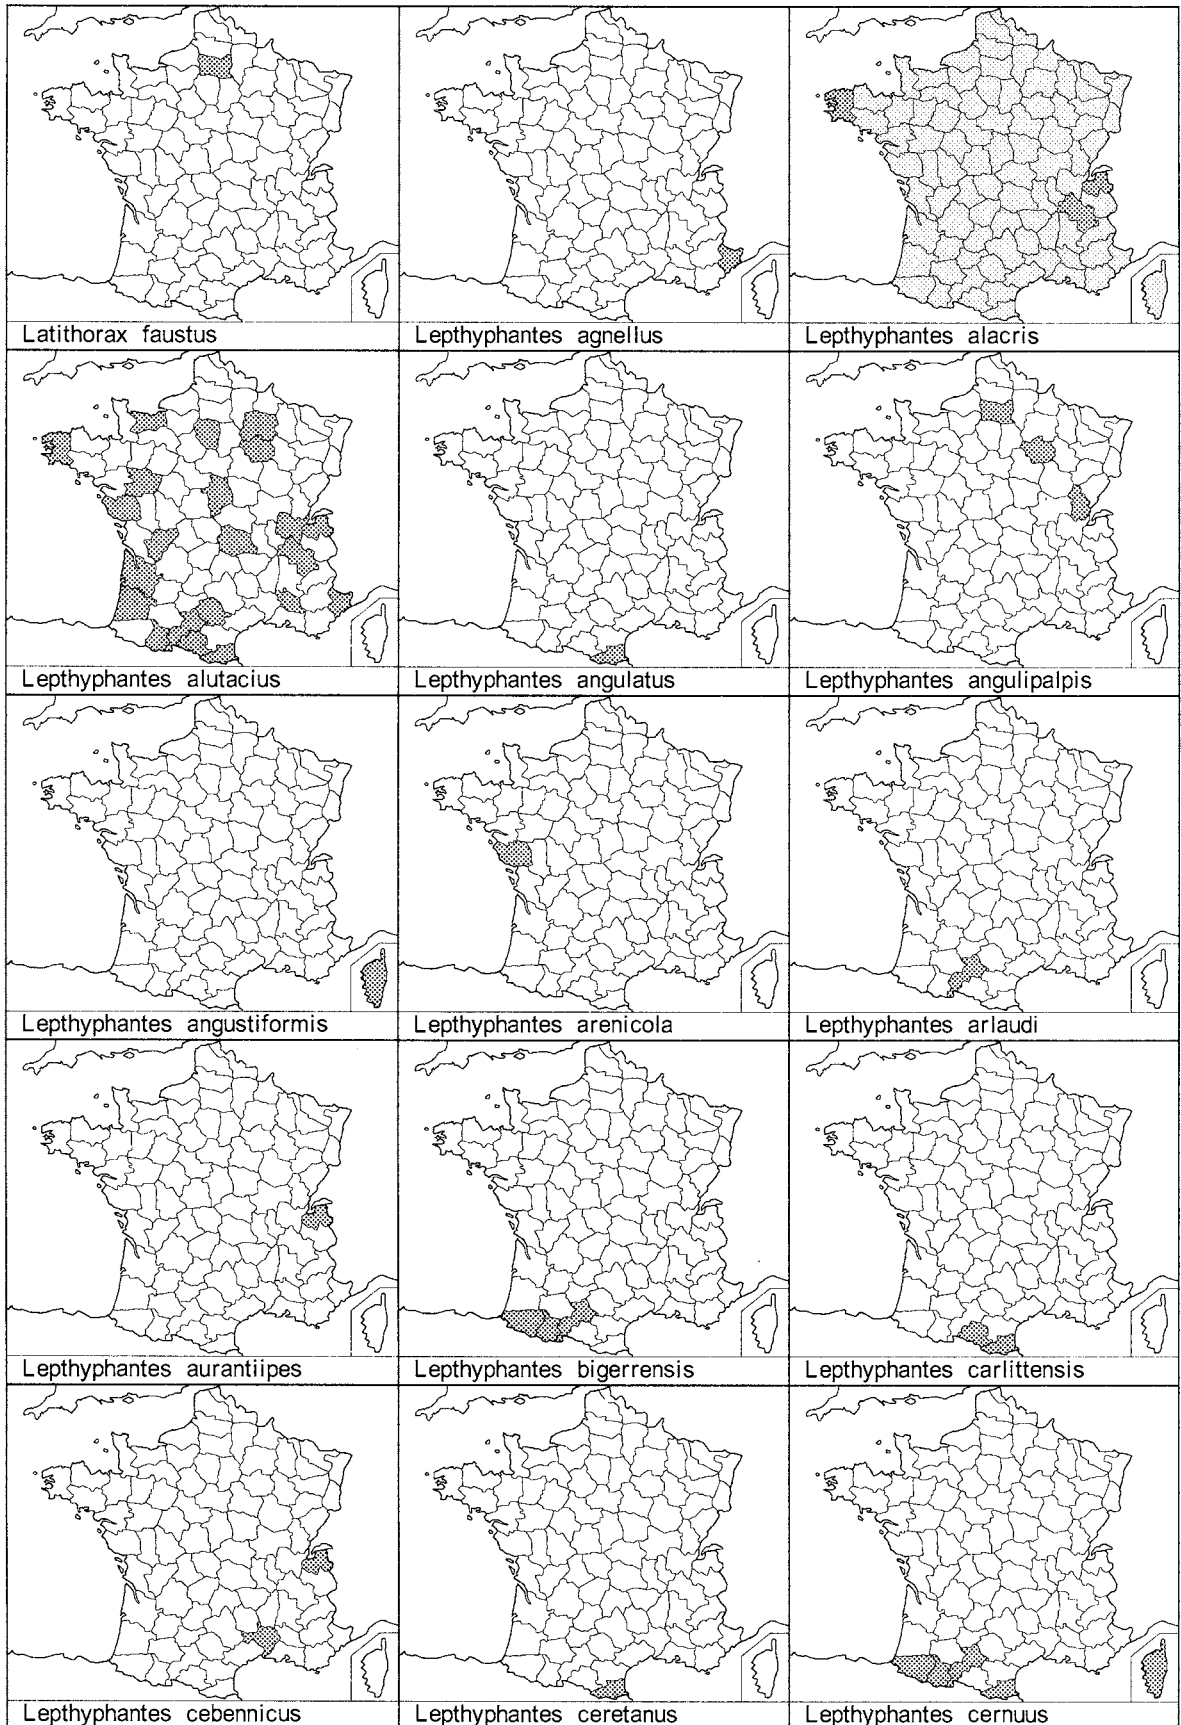 Latithorax faustus
Lepthyphantes agnellus
Lepthyphantes alacris
Lepthyphantes alutacius
Lepthyphantes angulatus
Lepthyphantes angulipalpis
Lepthyphantes angustiformis
Lepthyphantes arenicola
Lepthyphantes arlaudi
Lepthyphantes aurantiipes
Lepthyphantes bigerrensis
Lepthyphantes carlittensis
Lepthyphantes cebennicus
Lepthyphantes ceretanus
Lepthyphantes cernuus